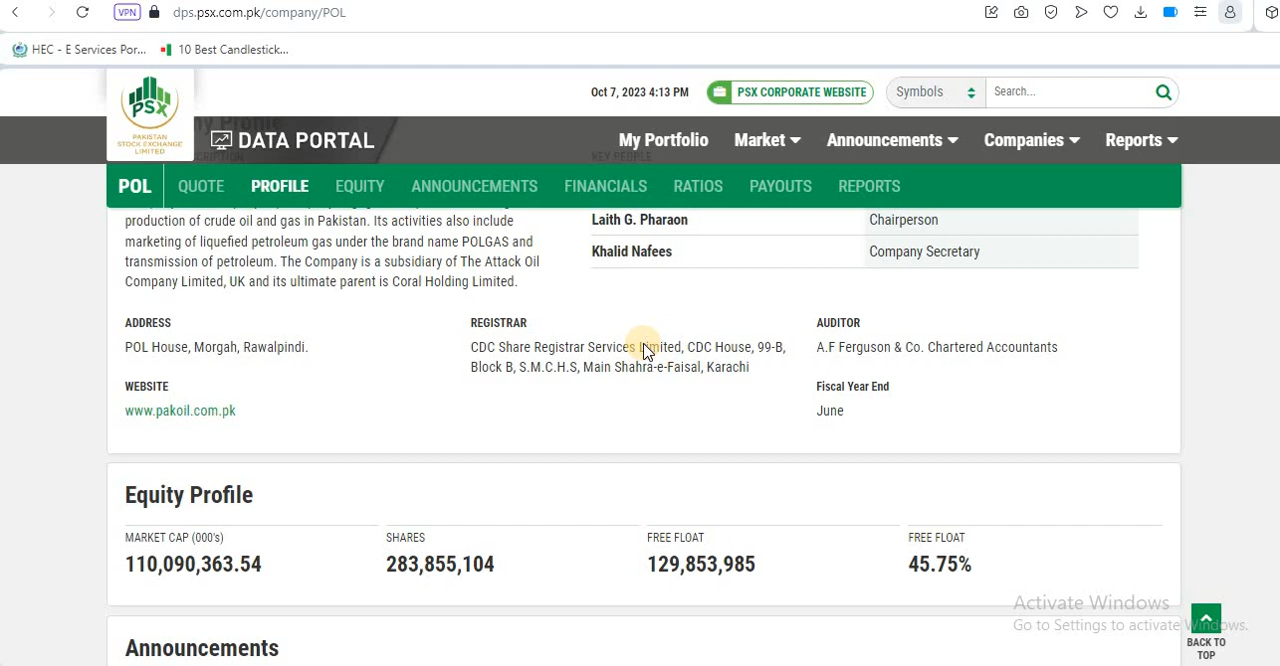 VPN dps.psx.com.pk/company/POL
HEC - E Services Por... 10 Best Candlestick...
PSX
PAKISTAN
STOCK EXCHANGE
LIMITED
Oct 7, 2023 4:13 PM PSX CORPORATE WEBSITE Symbols Search...
DATA PORTAL My Portfolio Market Announcements Companies Reports
KEY PEOPLE
POL QUOTE PROFILE EQUITY ANNOUNCEMENTS FINANCIALS RATIOS PAYOUTS REPORTS
production of crude oil and gas in Pakistan. Its activities also include
marketing of liquefied petroleum gas under the brand name POLGAS and
transmission of petroleum. The Company is a subsidiary of The Attack Oil
Company Limited, UK and its ultimate parent is Coral Holding Limited.
Laith G. Pharaon Chairperson
Khalid Nafees Company Secretary
ADDRESS
POL House, Morgah, Rawalpindi.
WEBSITE
www.pakoil.com.pk
REGISTRAR
CDC Share Registrar Services Limited, CDC House, 99-B,
Block B, S.M.C.H.S, Main Shahra-e-Faisal, Karachi
AUDITOR
A.F Ferguson & Co. Chartered Accountants
Fiscal Year End
June
Equity Profile
MARKET CAP (000's) SHARES FREE FLOAT FREE FLOAT
110,090,363.54 283,855,104 129,853,985 45.75%
Announcements
Activate Windows
Go to Settings to activate Windows.
BACK TO
TOP